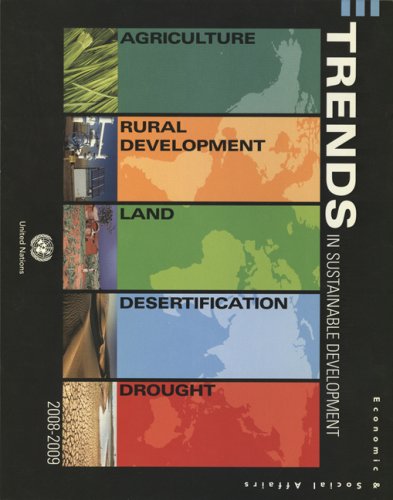 TRENDS
IN SUSTAINABLE DEVELOPMENT
AGRICULTURE
RURAL
DEVELOPMENT
LAND
DESERTIFICATION
DROUGHT
United Nations
2008-2009
Economic &
Social Affairs